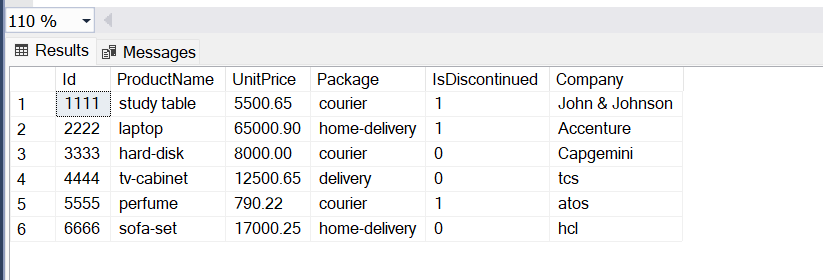 110 %
Results Messages
Id ProductName UnitPrice Package IsDiscontinued Company
1 1111 study table 5500.65 courier 1 John & Johnson
2 2222 laptop 65000.90 home-delivery 1 Accenture
3 3333 hard-disk 8000.00 courier 0 Capgemini
4 4444 tv-cabinet 12500.65 delivery 0 tcs
5 5555 perfume 790.22 courier 1 atos
6 6666 sofa-set 17000.25 home-delivery 0 hcl